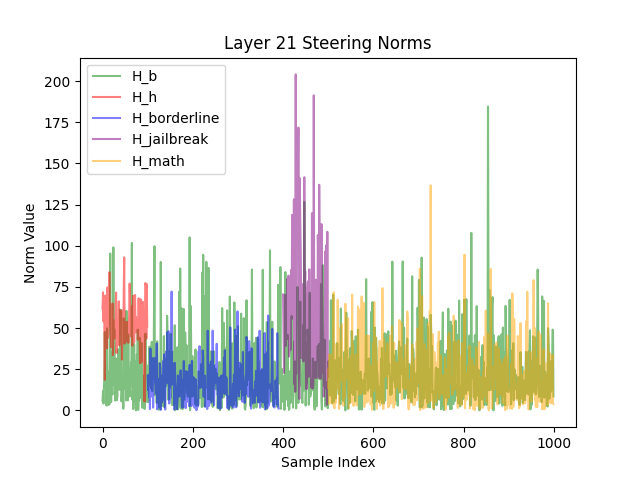 Layer 21 Steering Norms
H_b
H_h
H_borderline
H_jailbreak
H_math
Norm Value
200
175
150
125
100
75
50
25
0
0
200
400
600
800
1000
Sample Index